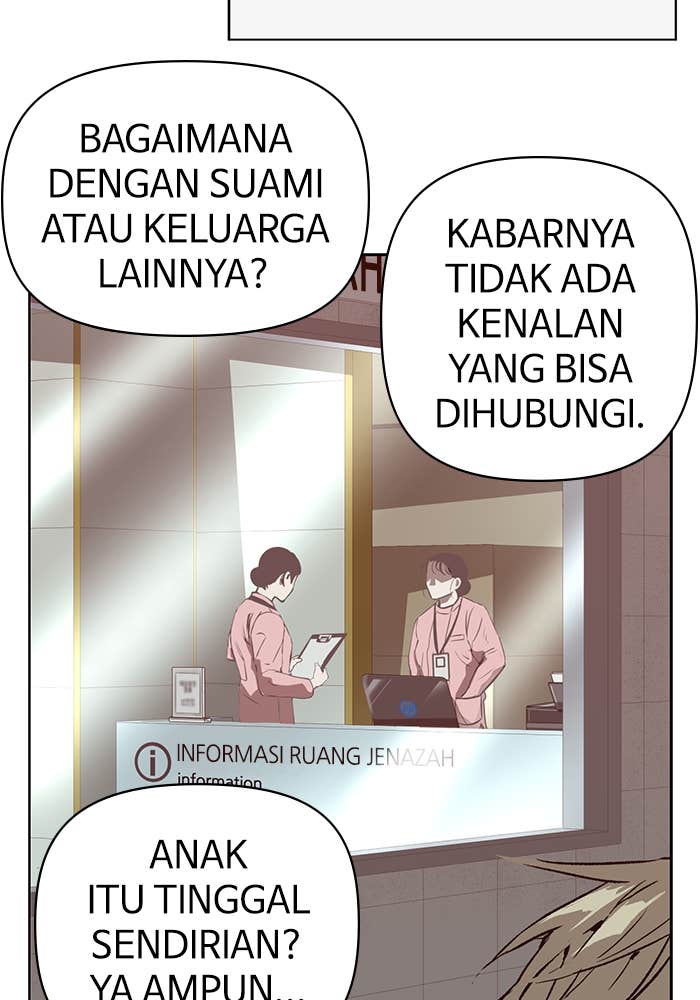 BAGAIMANA
DENGAN SUAMI
ATAU KELUARGA
LAINNYA?
KABARNYA
TIDAK ADA
KENALAN
YANG BISA
DIHUBUNGI.
AH
INFORMASI RUANG JENAZAH
information
ANAK
ITU TINGGAL
SENDIRIAN?
YA AMPUN...